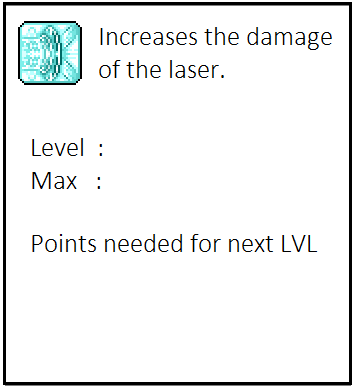 Increases the damage
of the laser.
Level :
Max :
Points needed for next LVL